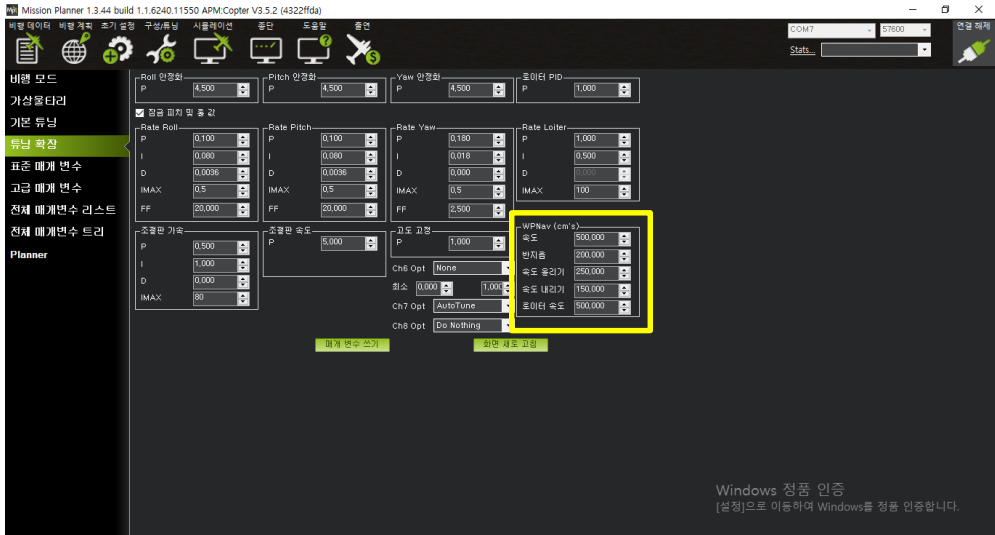 Mission Planner 1.3.44 build 1.1.6240.11550 APM:Copter V3.5.2 (4322ffda)
비행 데이터 비행 계획 초기 설정 구성/튜닝 시뮬레이션 종단 도움말 출연
COM7 57600 연결 해제
Stats...
비행 모드
가상울타리
기본 튜닝
튜닝 확장
표준 매개 변수
고급 매개 변수
전체 매개변수 리스트
전체 매개변수 트리
Planner
Roll 안정화
P 4,500
Pitch 안정화
P 4,500
Yaw 안정화
P 4,500
로이터 PID
P 1,000
잠금 피치 및 롤 값
Rate Roll
P 0,100
I 0,080
D 0,0036
IMAX 0,5
FF 20,000
Rate Pitch
P 0,100
I 0,080
D 0,0036
IMAX 0,5
FF 20,000
Rate Yaw
P 0,180
I 0,018
D 0,000
IMAX 0,5
FF 2,500
Rate Loiter
P 1,000
I 0,500
D 0,000
IMAX 100
조절판 가속
P 0,500
I 1,000
D 0,000
IMAX 80
조절판 속도
P 5,000
고도 고정
P 1,000
Ch6 Opt None
최소 0,000 1,000
Ch7 Opt AutoTune
Ch8 Opt Do Nothing
WPNav (cm's)
속도 500,000
반지름 200,000
속도 올리기 250,000
속도 내리기 150,000
로이터 속도 500,000
매개 변수 쓰기 화면 새로 고침
Windows 정품 인증
[설정]으로 이동하여 Windows를 정품 인증합니다.